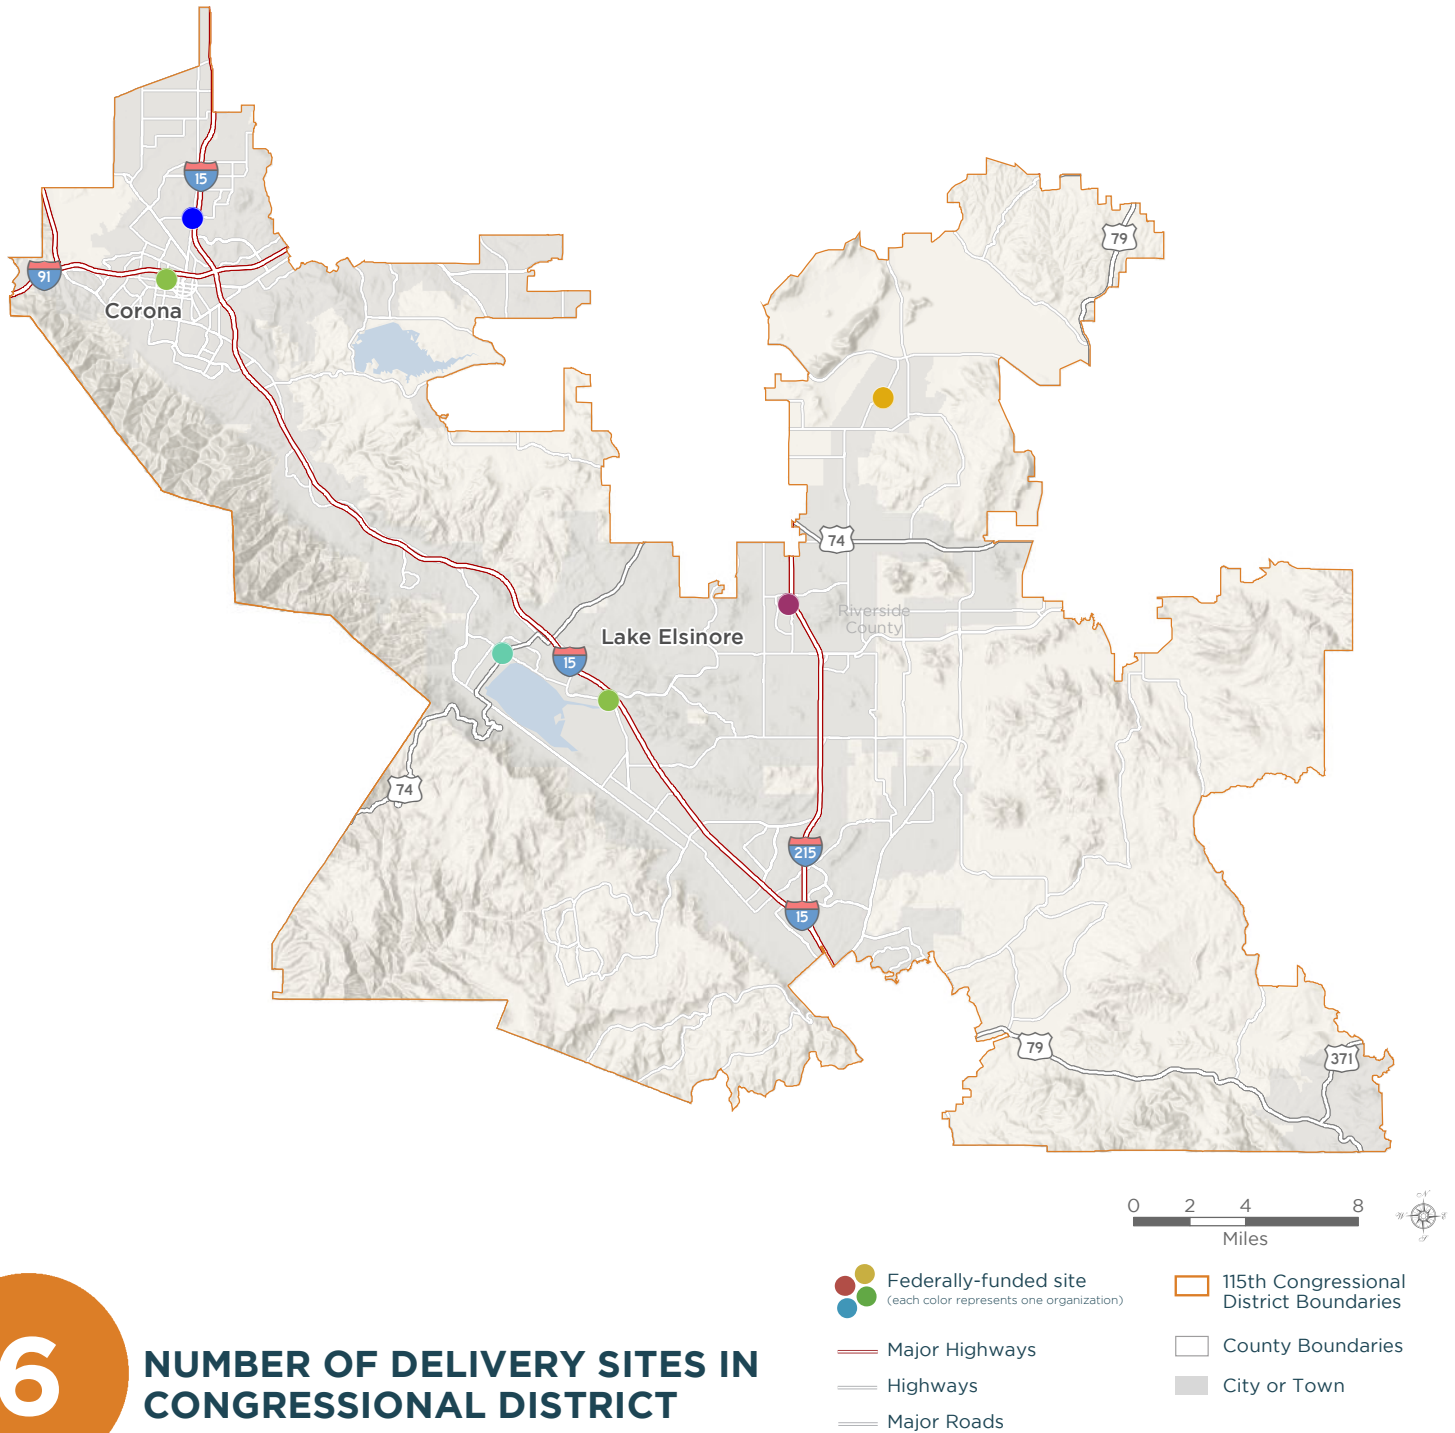 15
79
91
Corona
74
Riverside
County
Lake Elsinore
15
74
215
15
79
371
0 2 4 8
Miles
N
W E
S
Federally-funded site
(each color represents one organization)
Major Highways
Highways
Major Roads
115th Congressional
District Boundaries
County Boundaries
City or Town
6
NUMBER OF DELIVERY SITES IN
CONGRESSIONAL DISTRICT